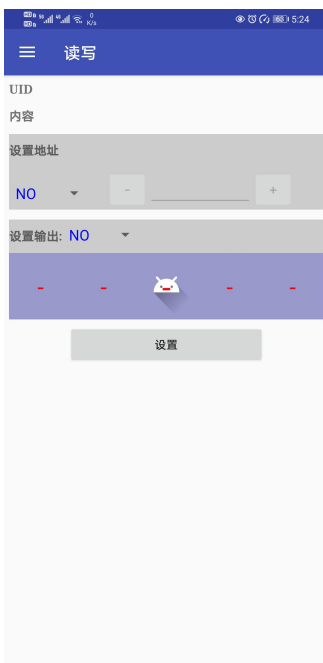 0 K/s 5:24
读写
UID
内容
设置地址
NO - +
设置输出: NO
- - - - -
设置